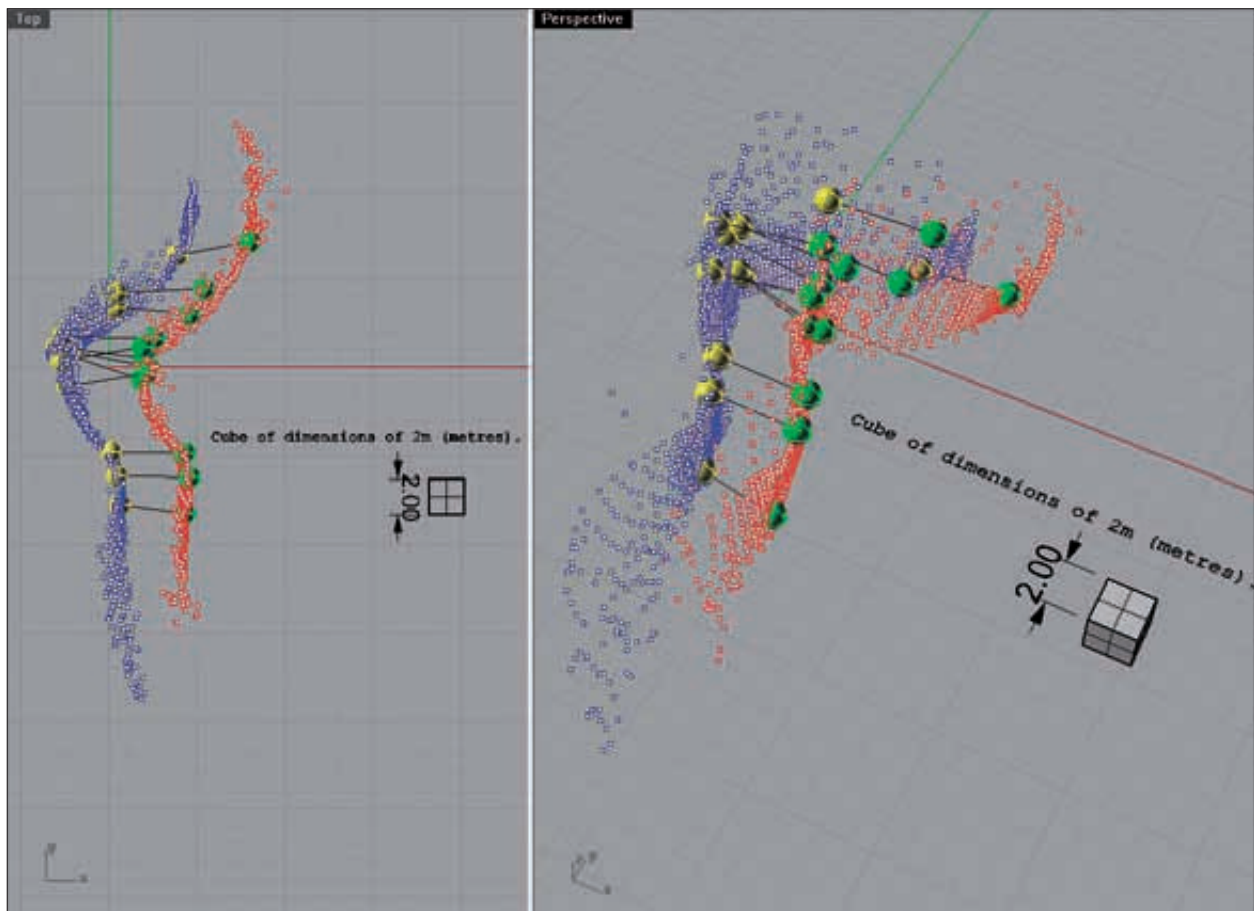 Top
Cube of dimensions of 2m (metres).
2.00
y
x
Perspective
Cube of dimensions of 2m (metres).
2.00
z
y
x